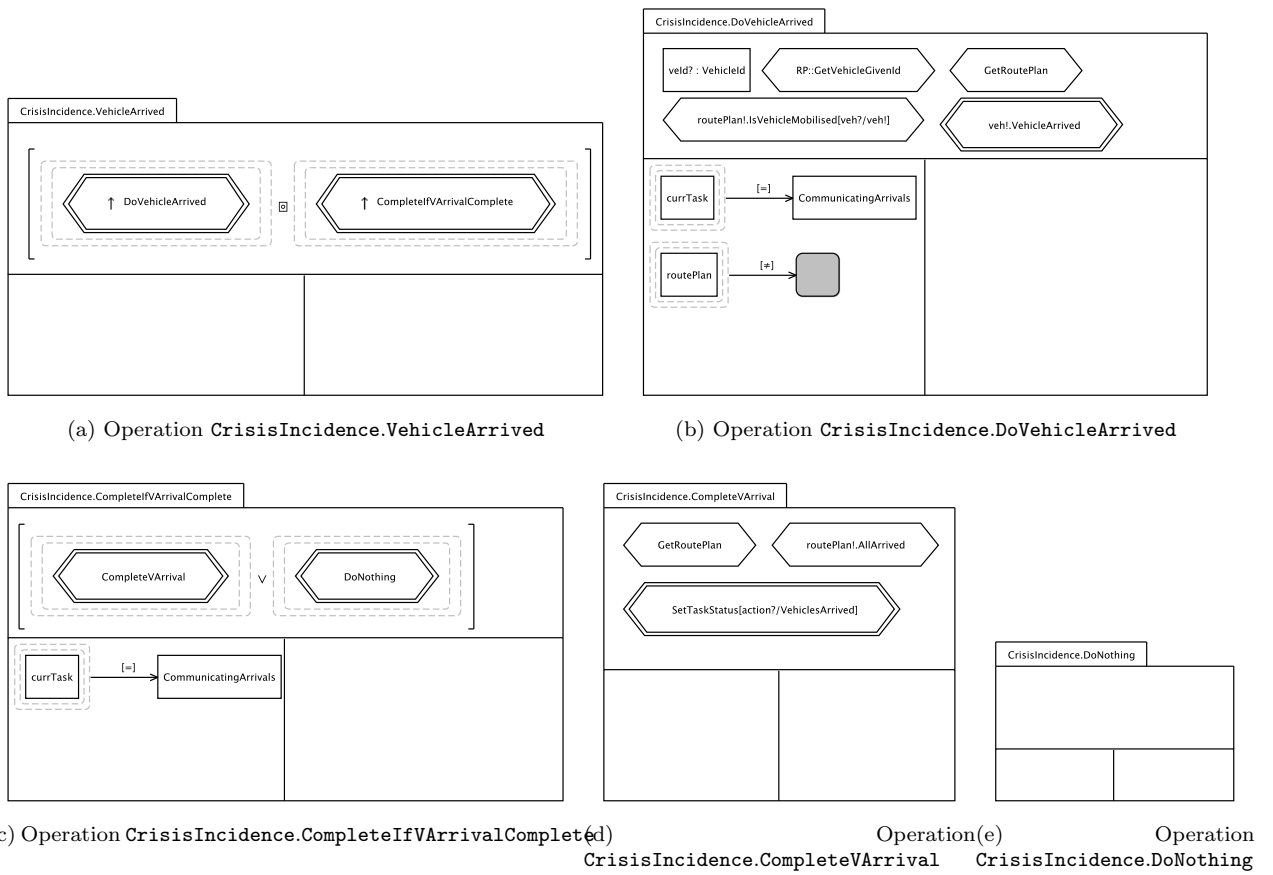 CrisisIncidence.VehicleArrived
↑ DoVehicleArrived
↑ CompleteIfVArrivalComplete
(a) Operation CrisisIncidence.VehicleArrived
CrisisIncidence.DoVehicleArrived
veId? : VehicleId
RP::GetVehicleGivenId
GetRoutePlan
routePlan!.IsVehicleMobilised[veh?/veh!]
veh!.VehicleArrived
currTask
[=]
CommunicatingArrivals
routePlan
[≠]
(b) Operation CrisisIncidence.DoVehicleArrived
CrisisIncidence.CompleteIfVArrivalComplete
CompleteVArrival
∨
DoNothing
currTask
[=]
CommunicatingArrivals
c) Operation CrisisIncidence.CompleteIfVArrivalComplete
CrisisIncidence.CompleteVArrival
GetRoutePlan
routePlan!.AllArrived
SetTaskStatus[action?/VehiclesArrived]
(d) Operation
CrisisIncidence.CompleteVArrival
CrisisIncidence.DoNothing
(e) Operation
CrisisIncidence.DoNothing